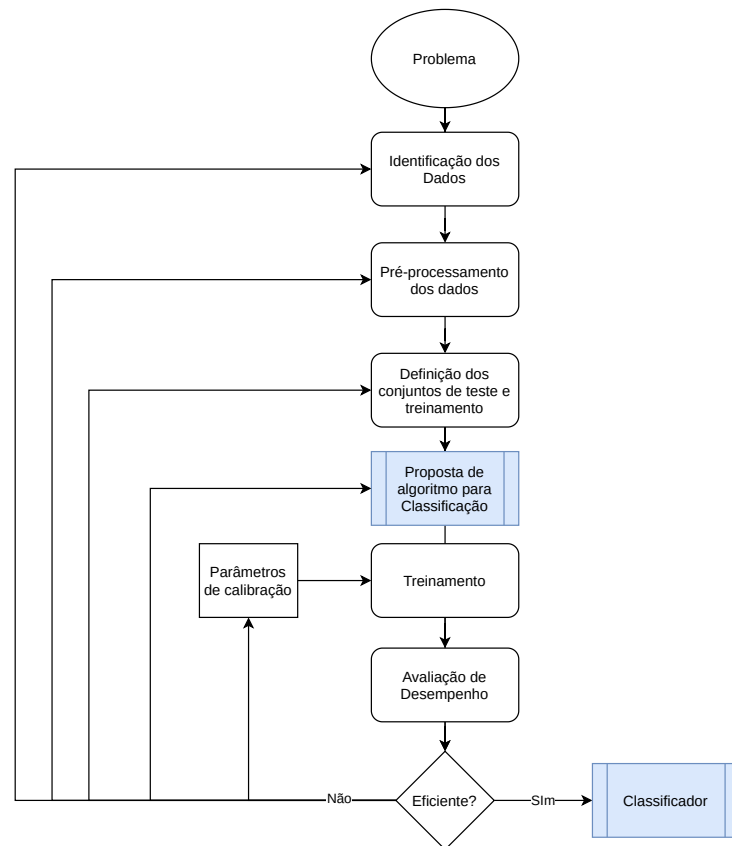 Problema
Identificação dos
Dados
Pré-processamento
dos dados
Definição dos
conjuntos de teste e
treinamento
Proposta de
algoritmo para
Classificação
Parâmetros
de calibração
Treinamento
Avaliação de
Desempenho
Não
Eficiente?
SIm
Classificador